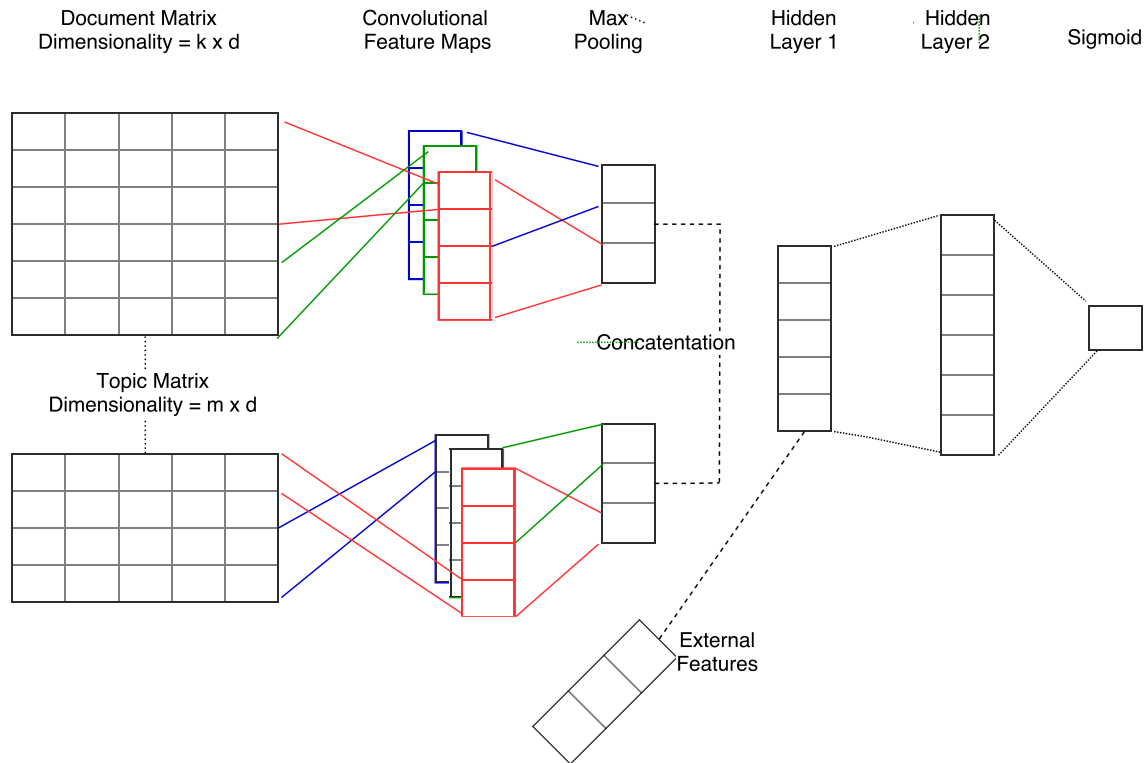 Document Matrix
Dimensionality = k x d
Convolutional
Feature Maps
Max
Pooling
Hidden
Layer 1
Hidden
Layer 2
Sigmoid
Concatentation
Topic Matrix
Dimensionality = m x d
External
Features